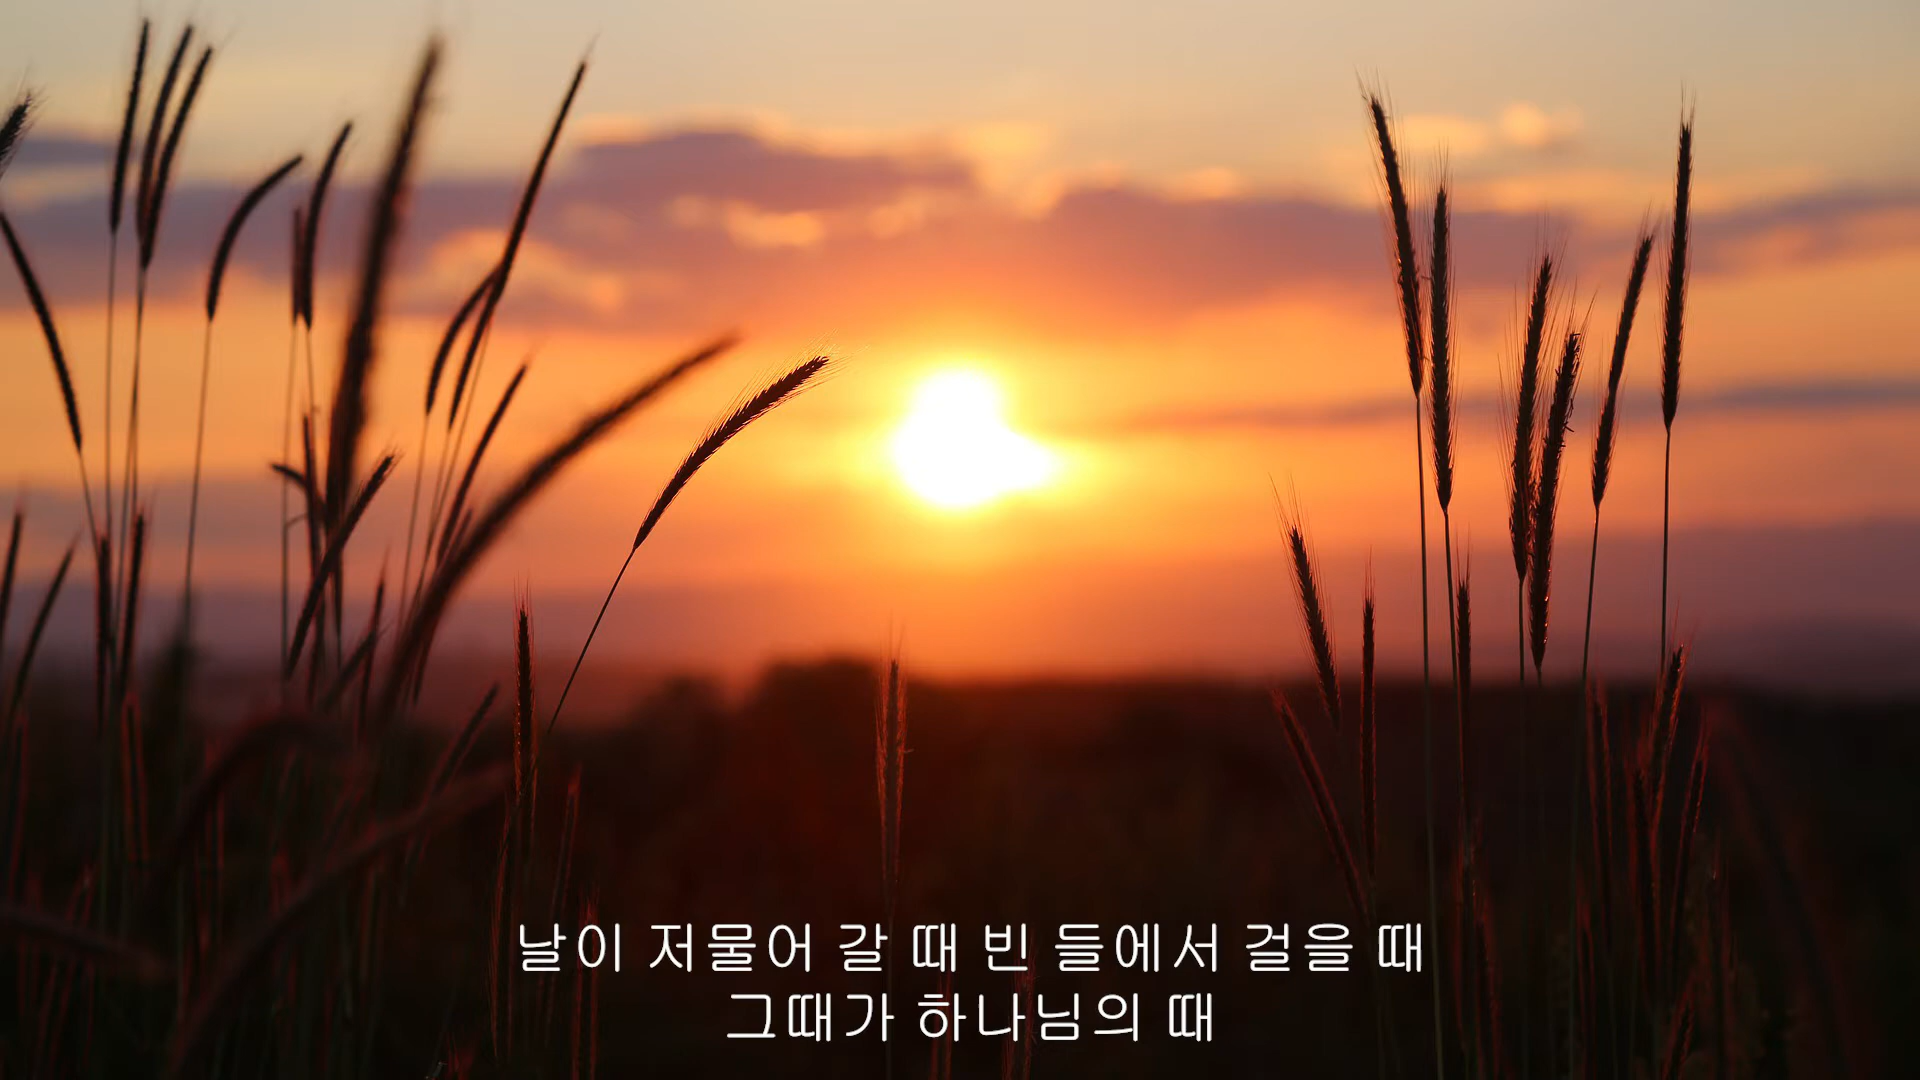 날이 저물어 갈 때 빈 들에서 걸을 때
그때가 하나님의 때